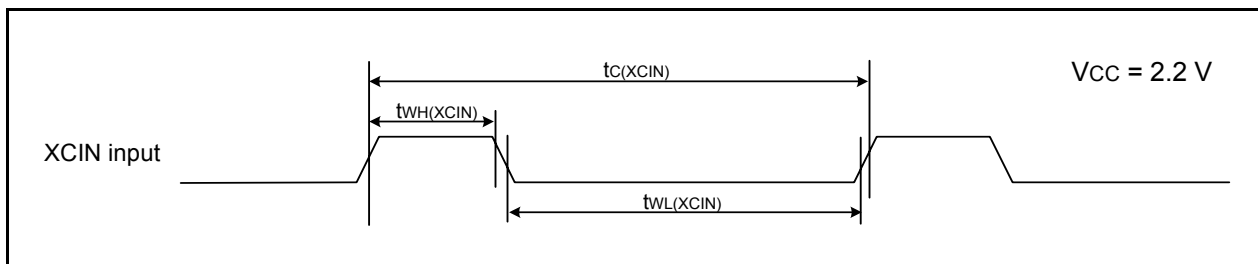 tC(XCIN)
VCC = 2.2 V
tWH(XCIN)
XCIN input
tWL(XCIN)